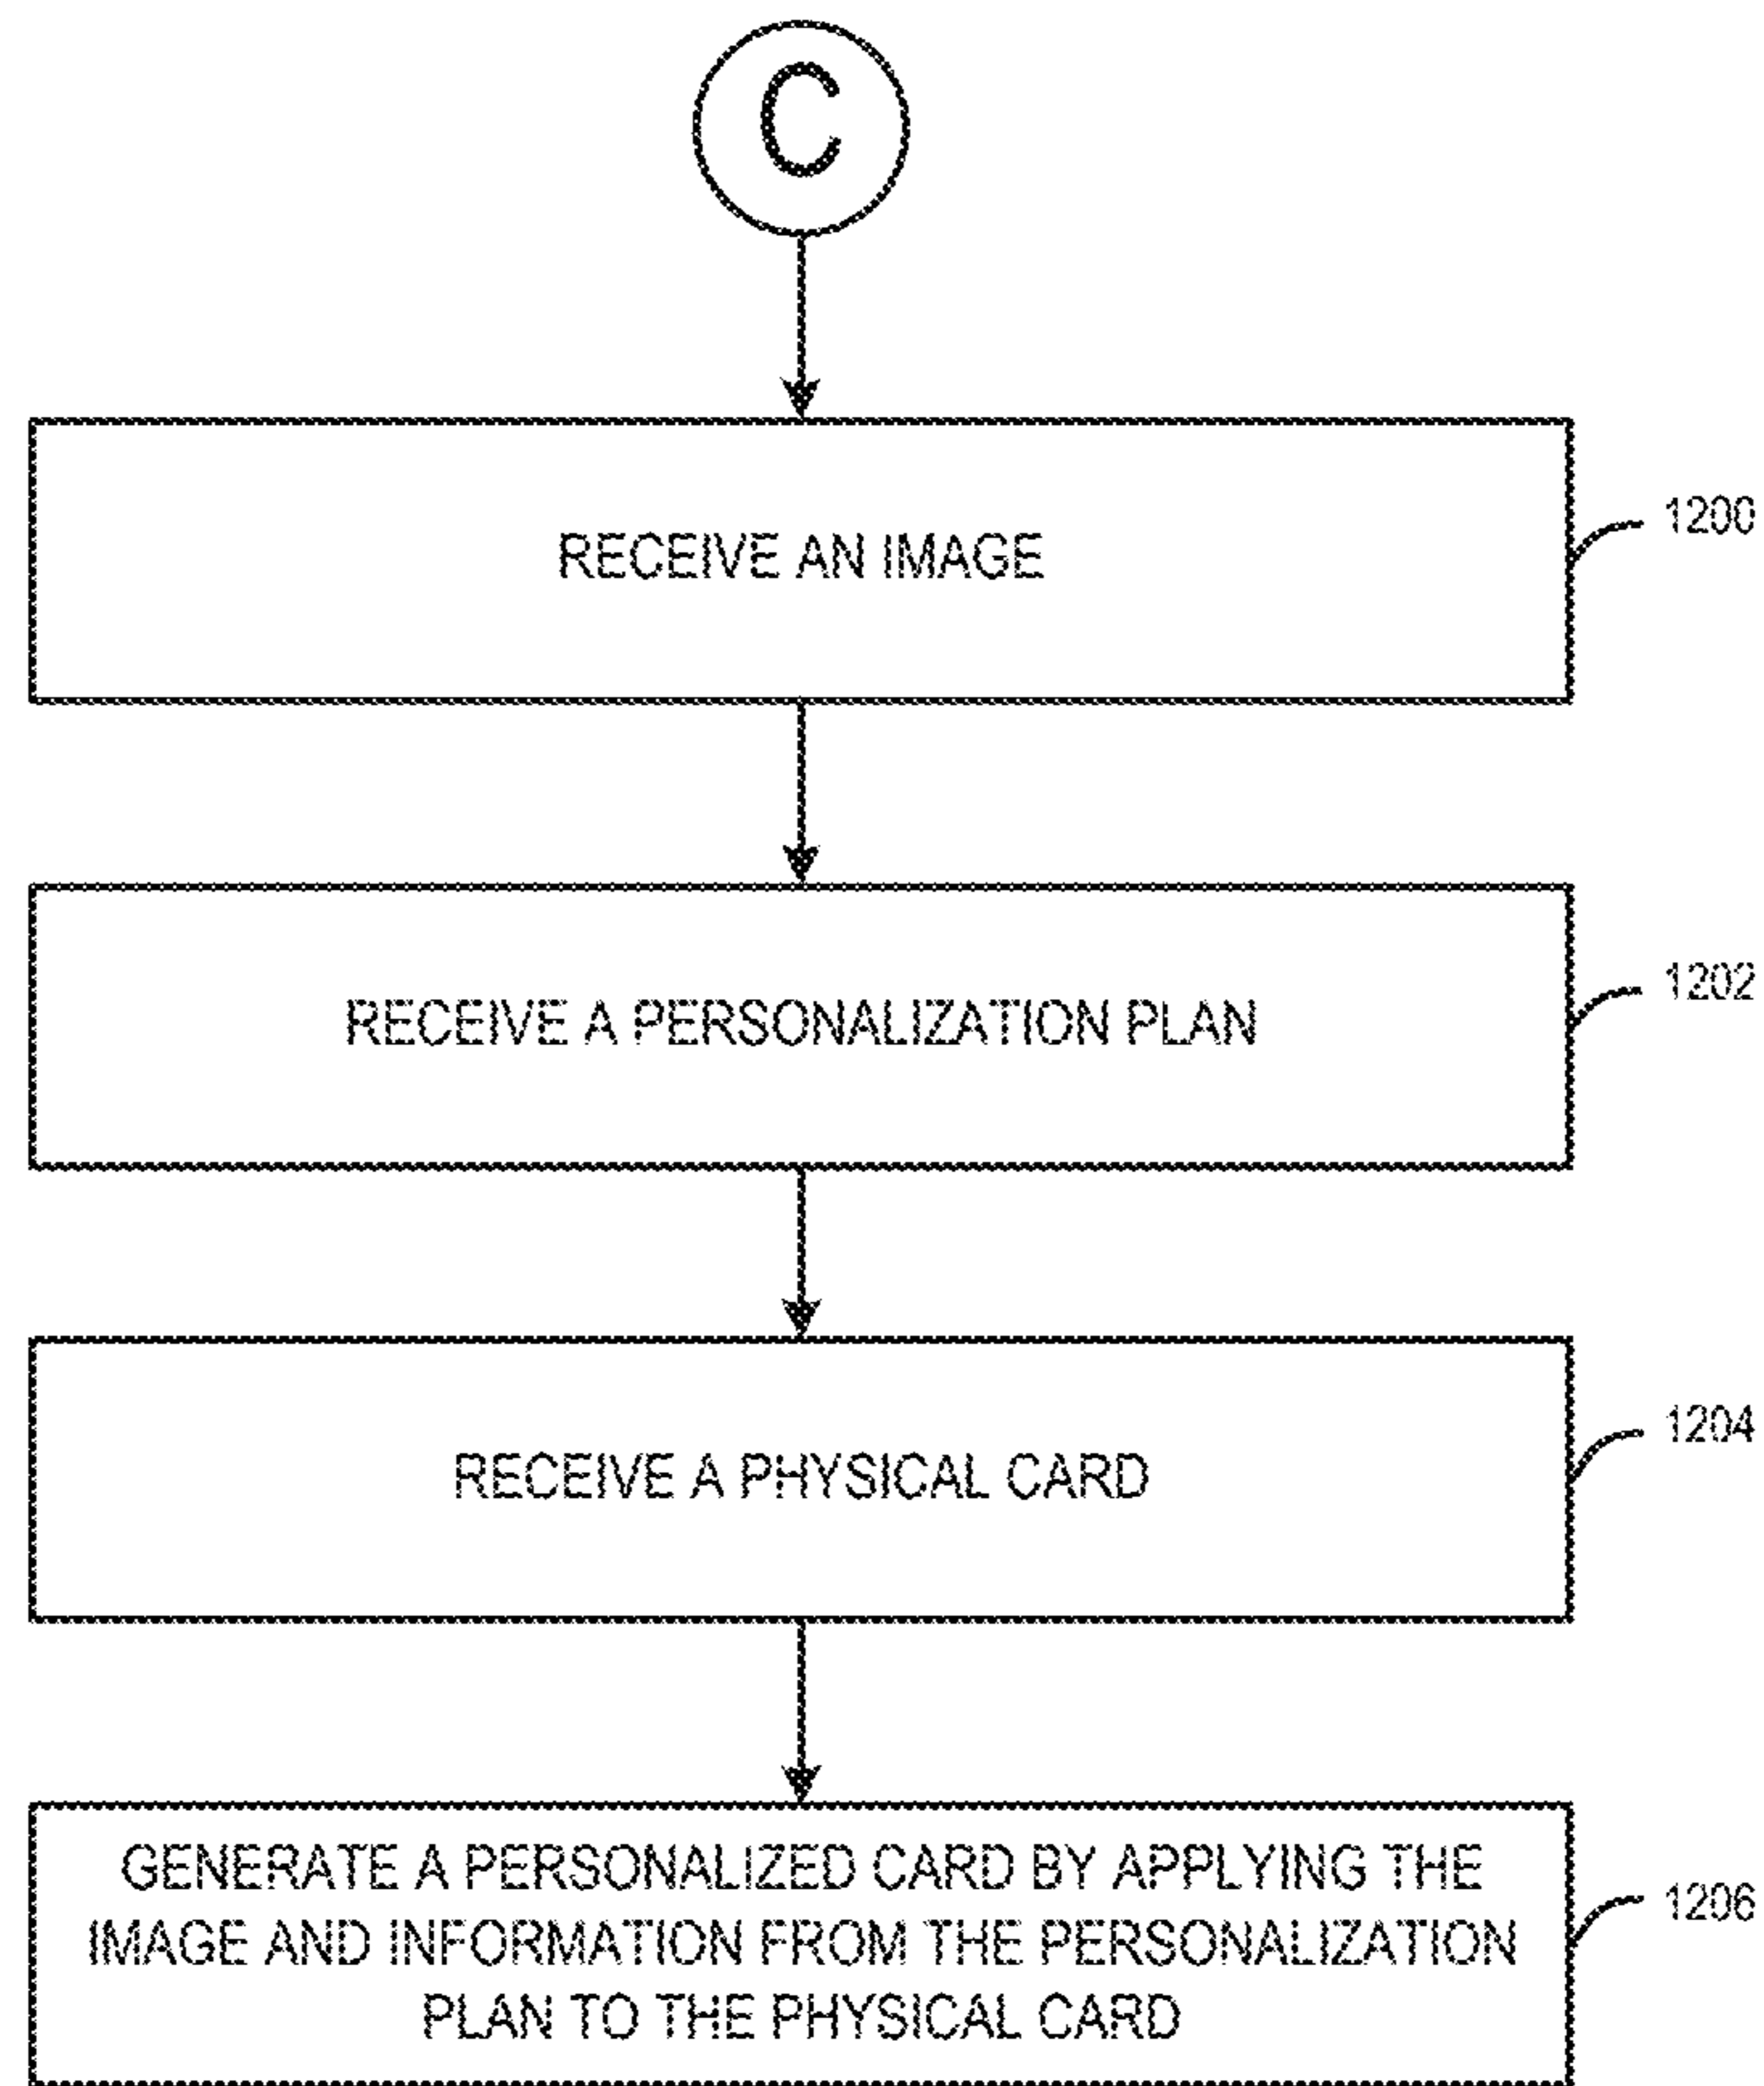 C
RECEIVE AN IMAGE
1200
RECEIVE A PERSONALIZATION PLAN
1202
RECEIVE A PHYSICAL CARD
1204
GENERATE A PERSONALIZED CARD BY APPLYING THE
IMAGE AND INFORMATION FROM THE PERSONALIZATION
PLAN TO THE PHYSICAL CARD
1206